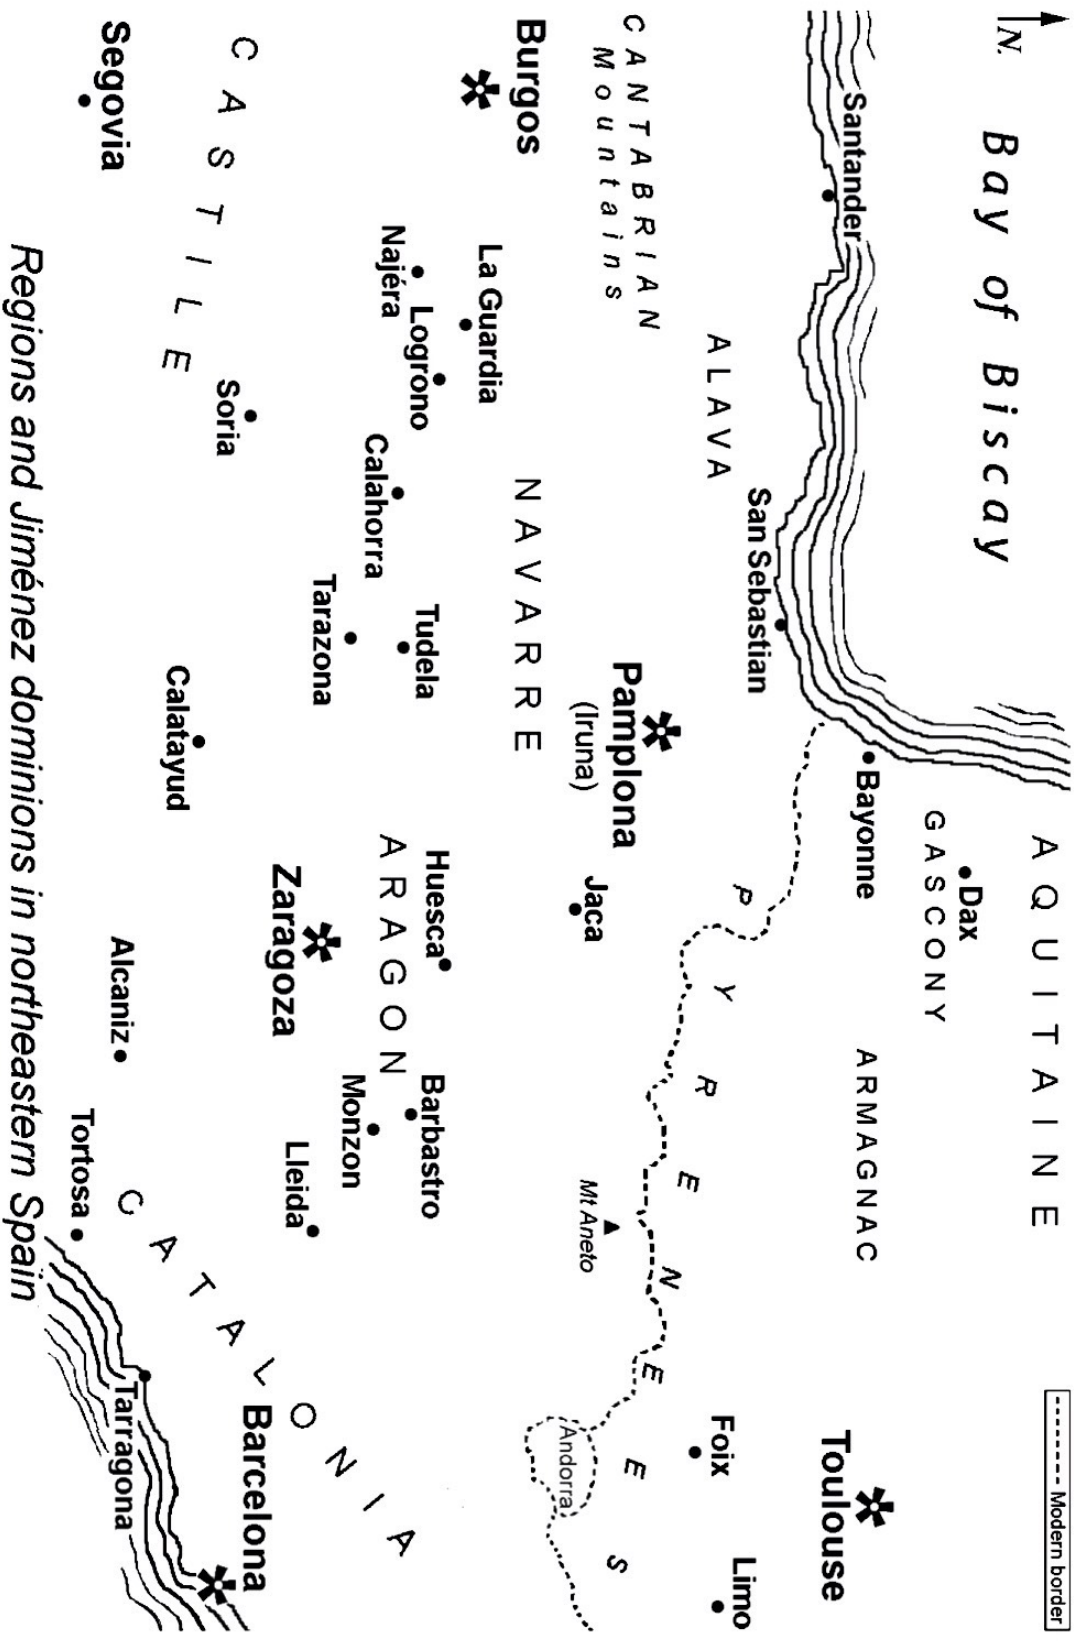 N.
Bay of Biscay
AQUITAINE
Modern border
Dax
GASCONY
Santander
Bayonne
ARMAGNAC
Toulouse
CANTABRIAN
Mountains
ALAVA
San Sebastian
PYRENEES
Foix
Limo
Pamplona
(Iruna)
Jaca
Mt Aneto
Andorra
Burgos
La Guardia
NAVARRE
Najéra
Logrono
Calahorra
Tudela
Huesca
Barbastro
ARAGON
Tarazona
Monzon
CASTILE
Soria
Zaragoza
Lleida
CATALONIA
Barcelona
Calatayud
Segovia
Alcaniz
Tortosa
Tarragona
Regions and Jiménez dominions in northeastern Spain